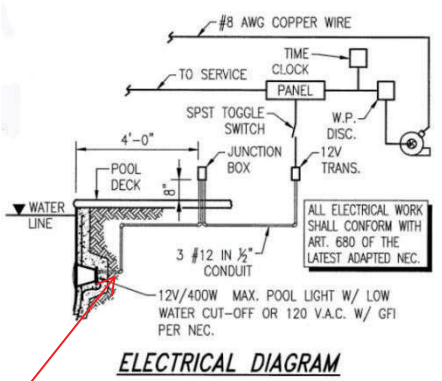 #8 AWG COPPER WIRE
TIME
CLOCK
TO SERVICE
PANEL
SPST TOGGLE
SWITCH
W.P.
DISC.
4'-0"
JUNCTION
BOX
12V
TRANS.
POOL
DECK
8"
WATER
LINE
ALL ELECTRICAL WORK
SHALL CONFORM WITH
ART. 680 OF THE
LATEST ADAPTED NEC.
3 #12 IN ½"
CONDUIT
12V/400W MAX. POOL LIGHT W/ LOW
WATER CUT-OFF OR 120 V.A.C. W/ GFI
PER NEC.
ELECTRICAL DIAGRAM